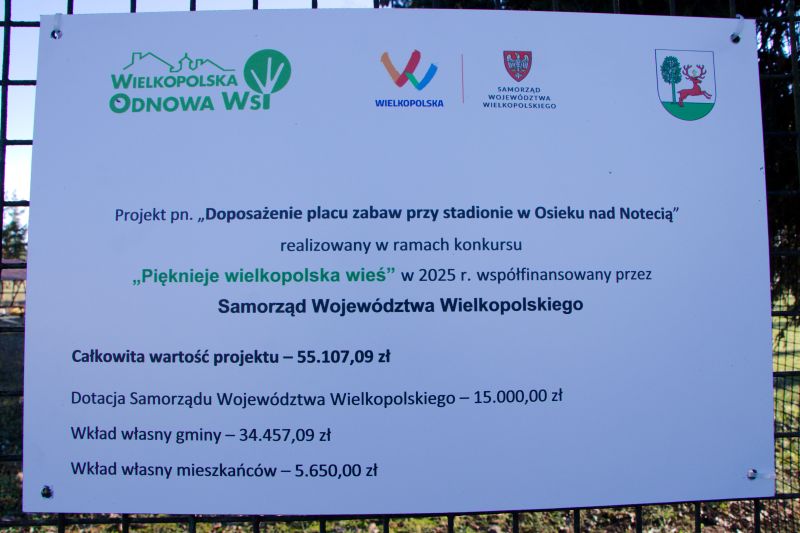 WIELKOPOLSKA
ODNOWA WSI
WIELKOPOLSKA
SAMORZĄD
WOJEWÓDZTWA
WIELKOPOLSKIEGO
Projekt pn. „Doposażenie placu zabaw przy stadionie w Osieku nad Notecią”
realizowany w ramach konkursu
„Pięknieje wielkopolska wieś” w 2025 r. współfinansowany przez
Samorząd Województwa Wielkopolskiego
Całkowita wartość projektu – 55.107,09 zł
Dotacja Samorządu Województwa Wielkopolskiego – 15.000,00 zł
Wkład własny gminy – 34.457,09 zł
Wkład własny mieszkańców – 5.650,00 zł